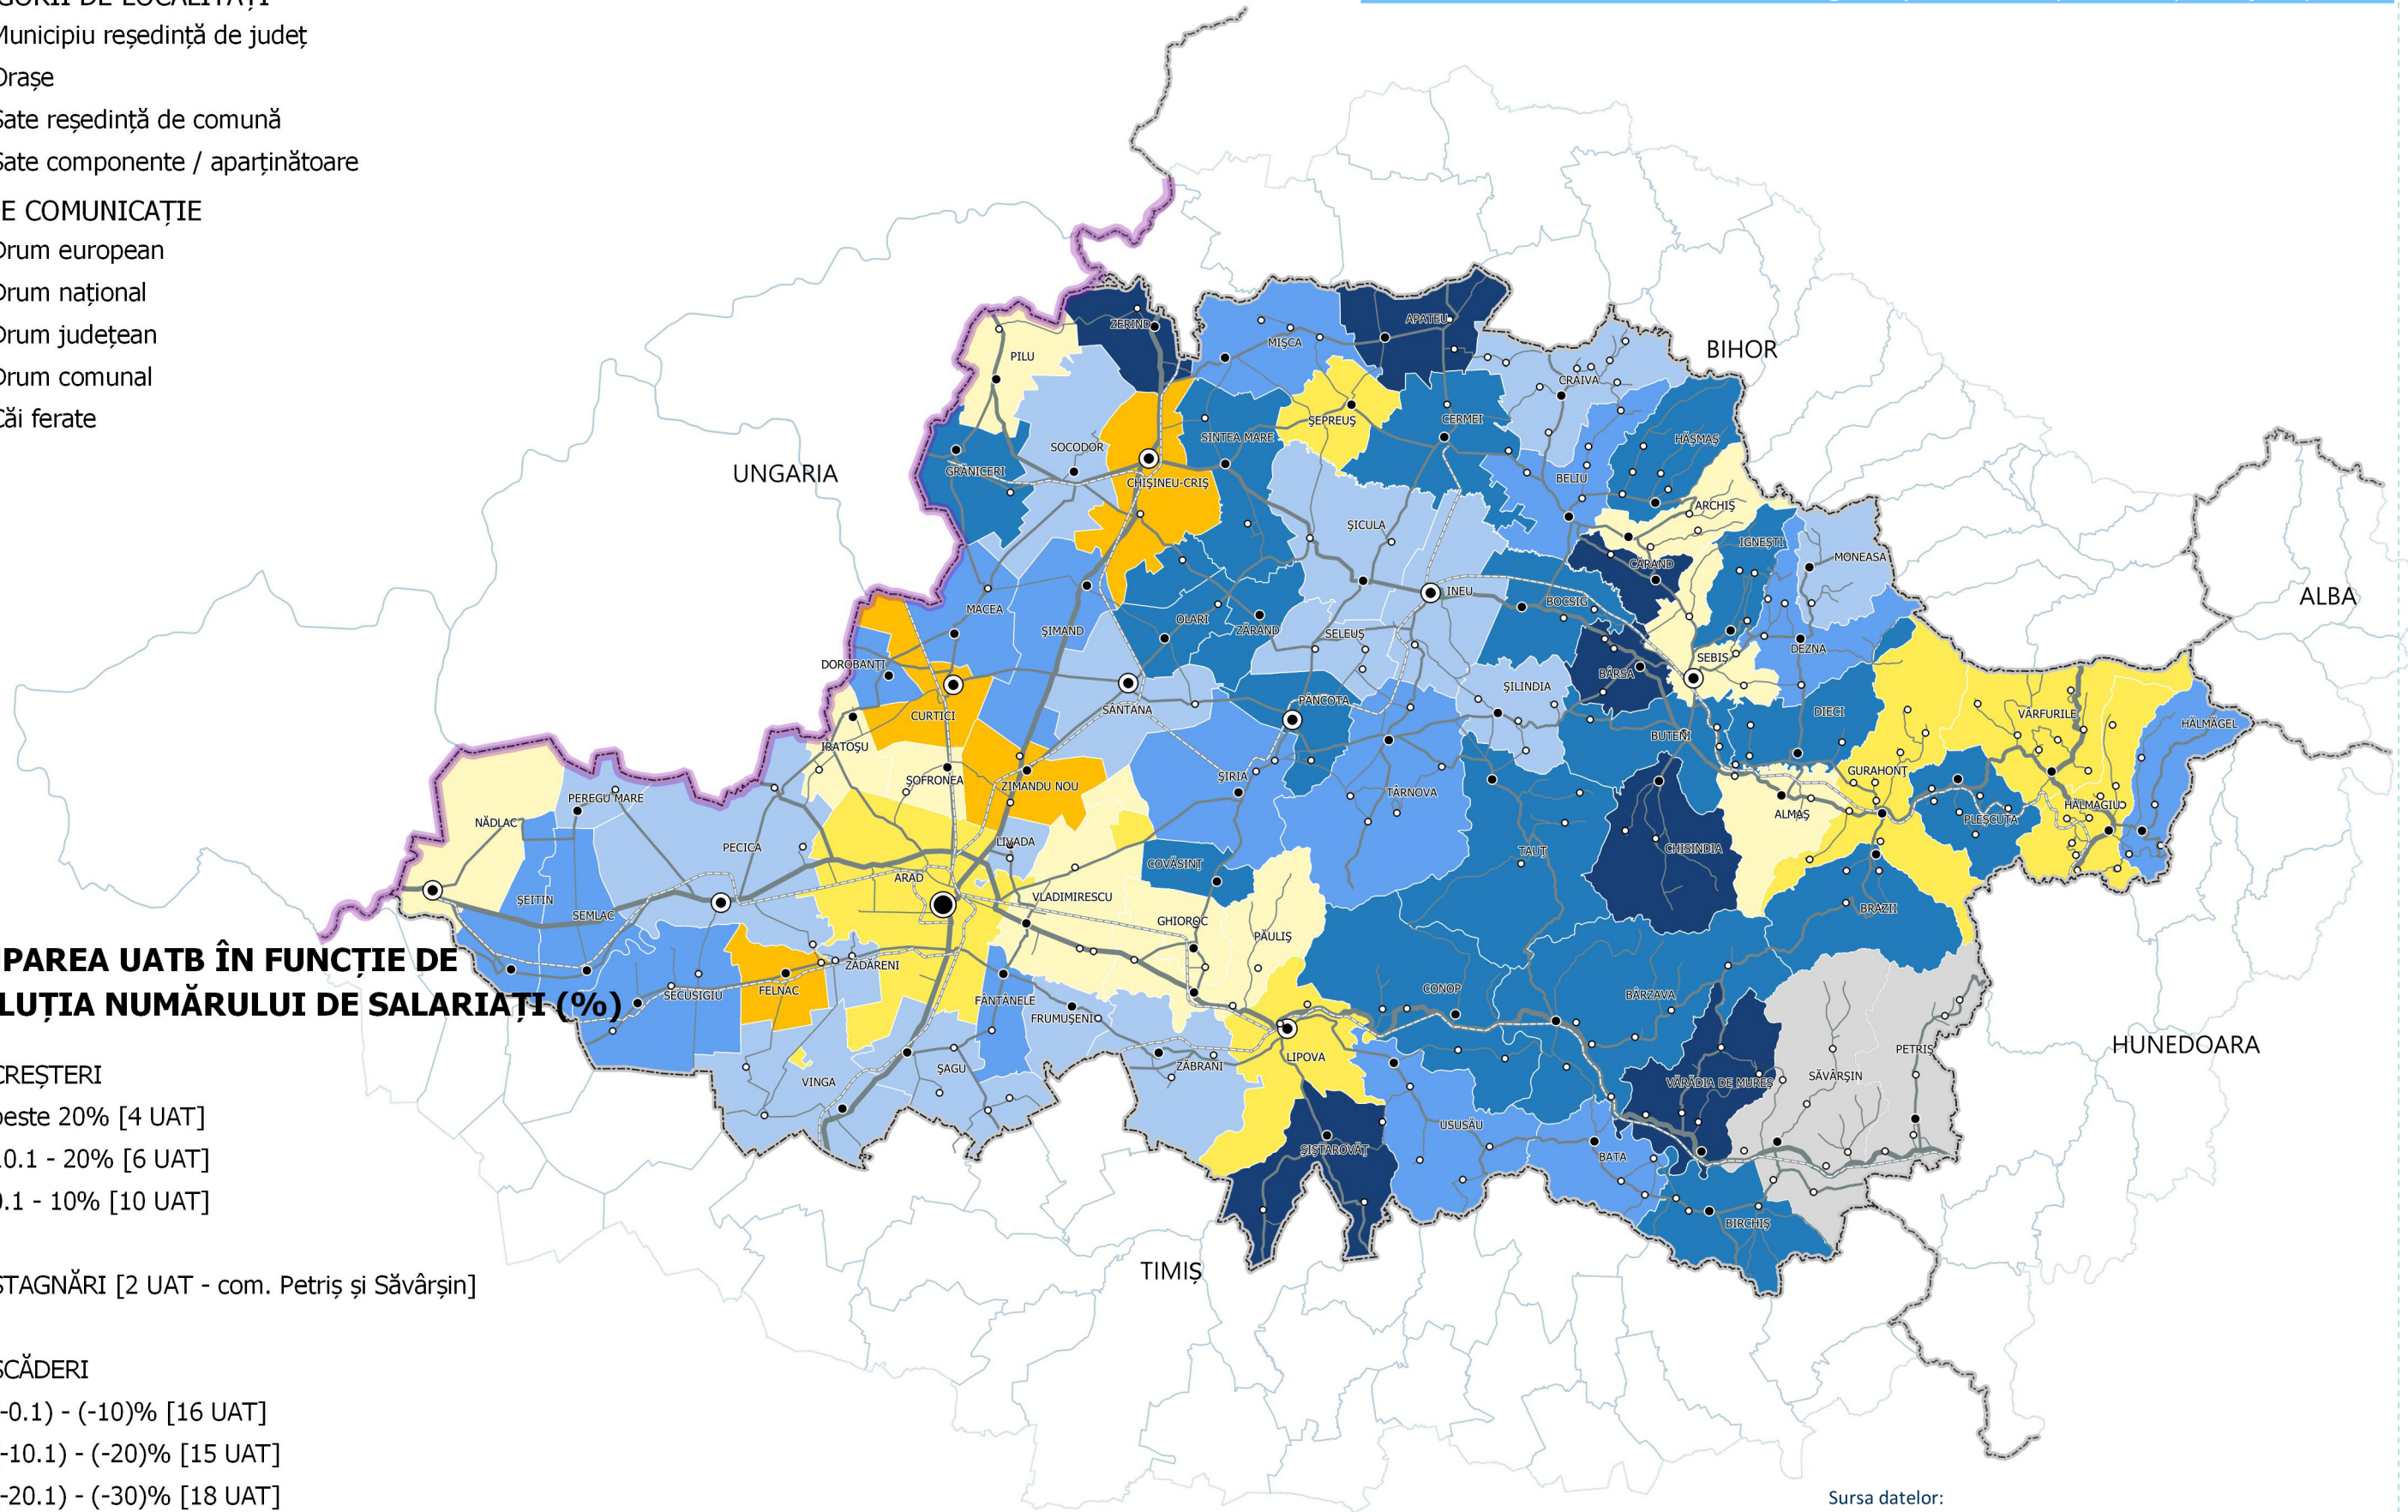 Municipiu reședință de județ
Orașe
Sate reședință de comună
Sate componente / aparținătoare
E COMUNICAȚIE
Drum european
Drum național
Drum județean
Drum comunal
Căi ferate
UNGARIA
BIHOR
ALBA
HUNEDOARA
TIMIȘ
ZERIND
APATEU
MIȘCA
PILU
CRAIVA
ȘEPREUȘ
CERMEI
SINTEA MARE
HĂȘMAȘ
SOCODOR
GRĂNICERI
CHIȘINEU-CRIȘ
BELIU
ARCHIȘ
ȘICULA
IGNEȘTI
MONEASA
CĂRAND
INEU
BOCSIG
MACEA
OLARI
ZĂRAND
ȘIMAND
SELEUȘ
DEZNA
SEBIȘ
DOROBANȚI
BÂRSA
ȘILINDIA
PÂNCOTA
SÂNTANA
CURTICI
DIECI
VÂRFURILE
HĂLMĂGEL
BUTENI
IRATOȘU
GURAHONȚ
ȘIRIA
ȘOFRONEA
ZIMANDU NOU
TÂRNOVA
PEREGU MARE
HĂLMAGIU
ALMAȘ
PLEȘCUȚA
NĂDLAC
LIVADA
PECICA
CHISINDIA
TAUȚ
COVĂSINȚ
ARAD
VLADIMIRESCU
ȘEITIN
SEMLAC
BRAZII
GHIOROC
PĂULIȘ
PAREA UATB ÎN FUNCȚIE DE
LUȚIA NUMĂRULUI DE SALARIAȚI (%)
ZĂDĂRENI
FELNAC
SECUSIGIU
CONOP
BÂRZAVA
FÂNTÂNELE
FRUMUȘENI
PETRIȘ
LIPOVA
ZĂBRANI
ȘAGU
VINGA
SĂVÂRȘIN
VĂRĂDIA DE MUREȘ
USUSĂU
ȘIȘTAROVĂȚ
BATA
BIRCHIȘ
CREȘTERI
peste 20% [4 UAT]
10.1 - 20% [6 UAT]
0.1 - 10% [10 UAT]
STAGNĂRI [2 UAT - com. Petriș și Săvârșin]
SCĂDERI
(-0.1) - (-10)% [16 UAT]
(-10.1) - (-20)% [15 UAT]
(-20.1) - (-30)% [18 UAT]
Sursa datelor: